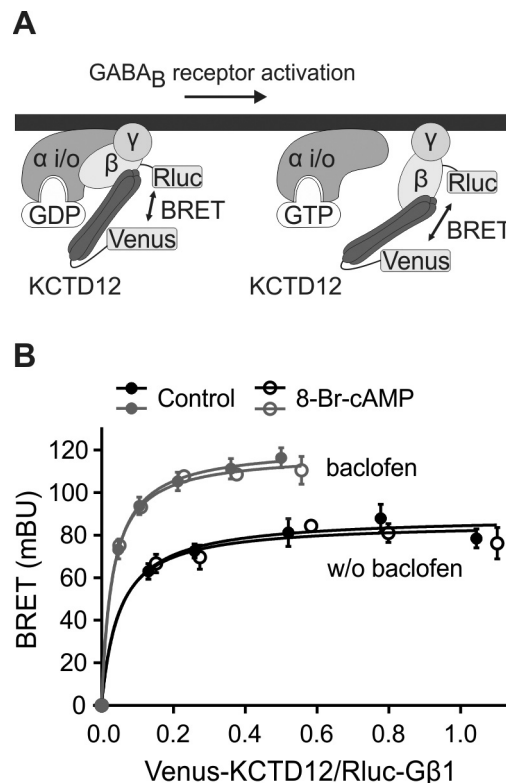 A
GABAB receptor activation
γ
α i/o
β
Rluc
GDP
BRET
Venus
KCTD12
γ
α i/o
β
Rluc
GTP
BRET
Venus
KCTD12
B
Control
8-Br-cAMP
120
100
80
60
40
20
0
BRET (mBU)
baclofen
w/o baclofen
0.0 0.2 0.4 0.6 0.8 1.0
Venus-KCTD12/Rluc-Gβ1